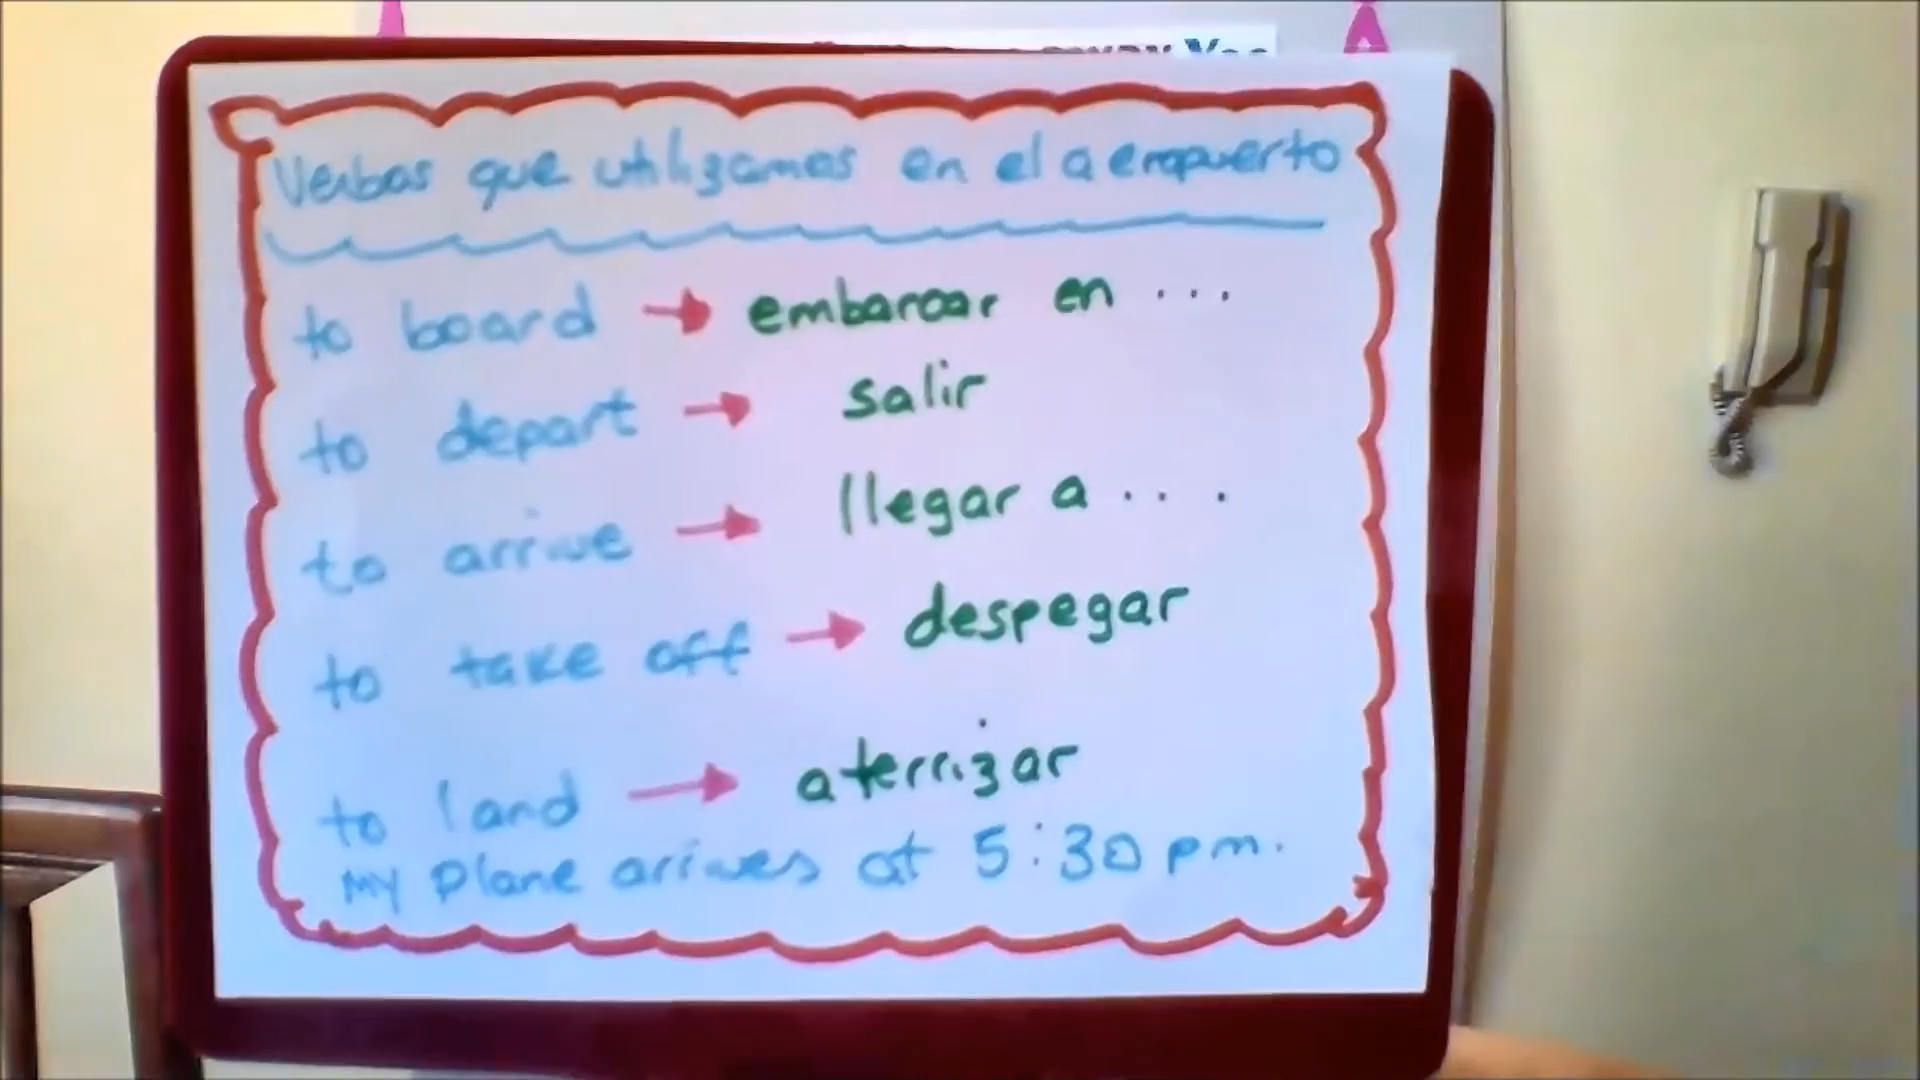 Verbos que utilizamos en el aeropuerto
to board → embarcar en ...
to depart → salir
to arrive → llegar a ...
to take off → despegar
to land → aterrizar
My plane arrives at 5:30 pm.